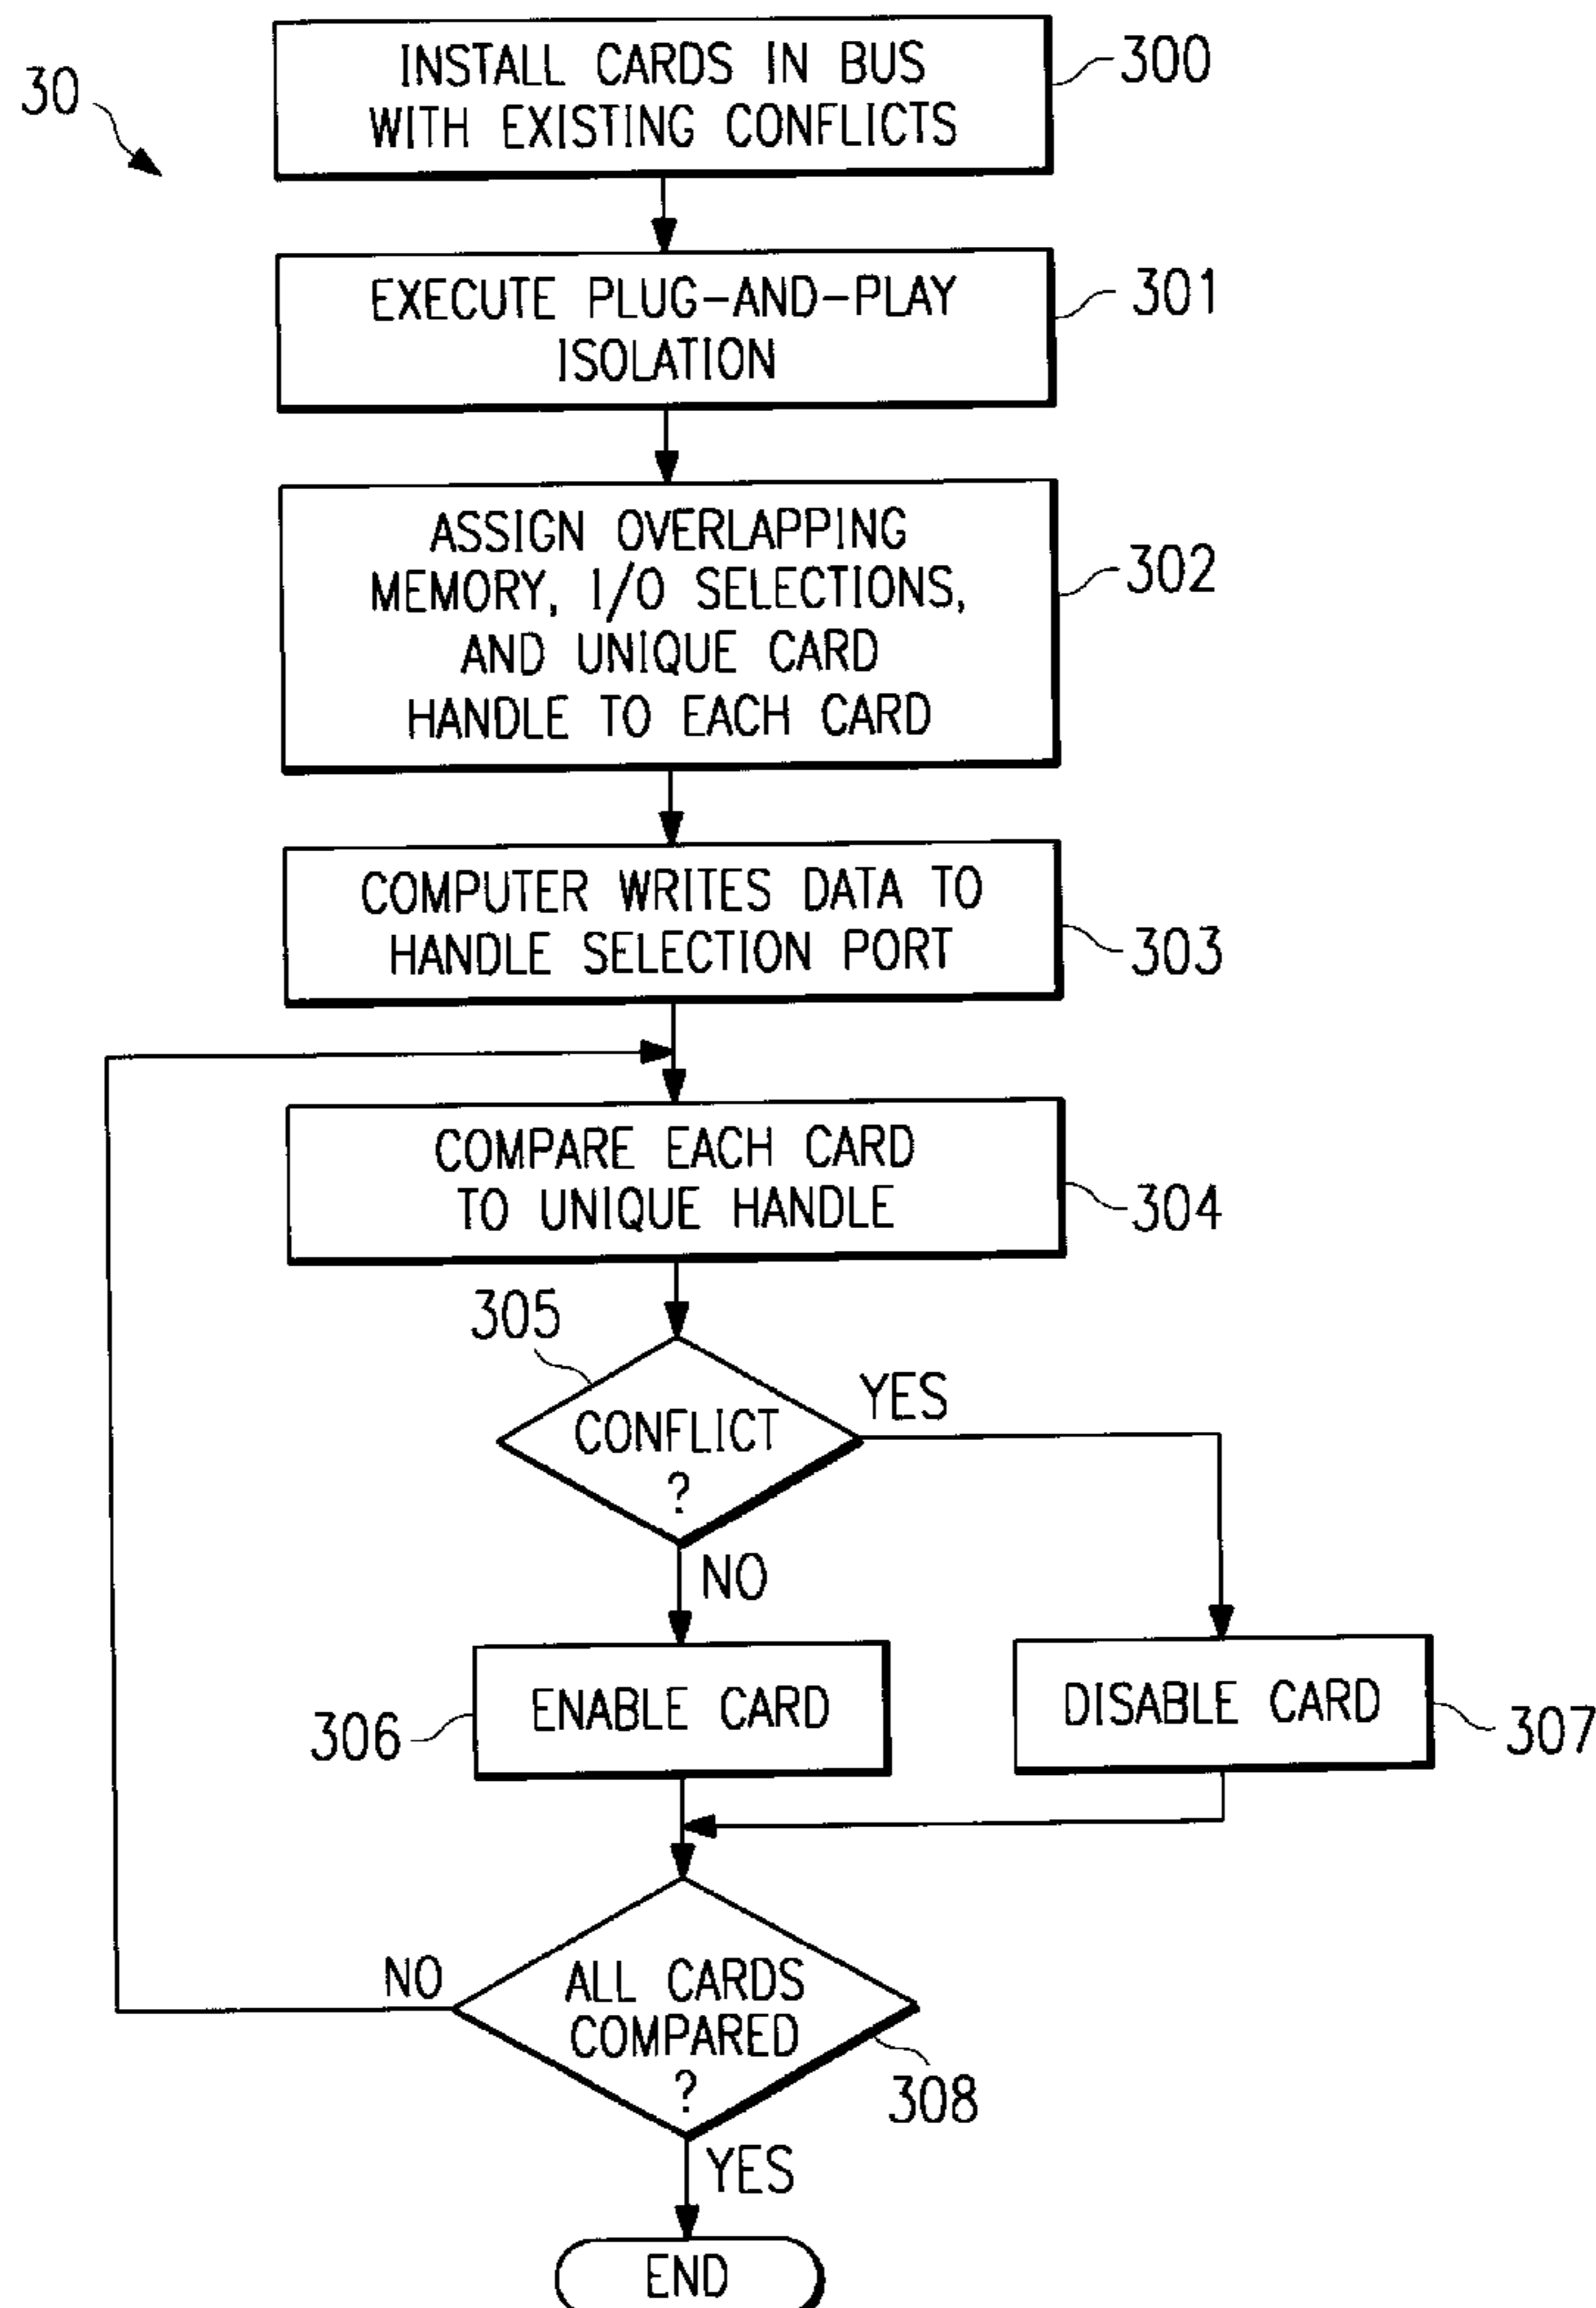 30
INSTALL CARDS IN BUS
WITH EXISTING CONFLICTS
300
EXECUTE PLUG-AND-PLAY
ISOLATION
301
ASSIGN OVERLAPPING
MEMORY, I/O SELECTIONS,
AND UNIQUE CARD
HANDLE TO EACH CARD
302
COMPUTER WRITES DATA TO
HANDLE SELECTION PORT
303
COMPARE EACH CARD
TO UNIQUE HANDLE
304
305
CONFLICT
?
YES
NO
ENABLE CARD
306
DISABLE CARD
307
ALL CARDS
COMPARED
?
NO
308
YES
END